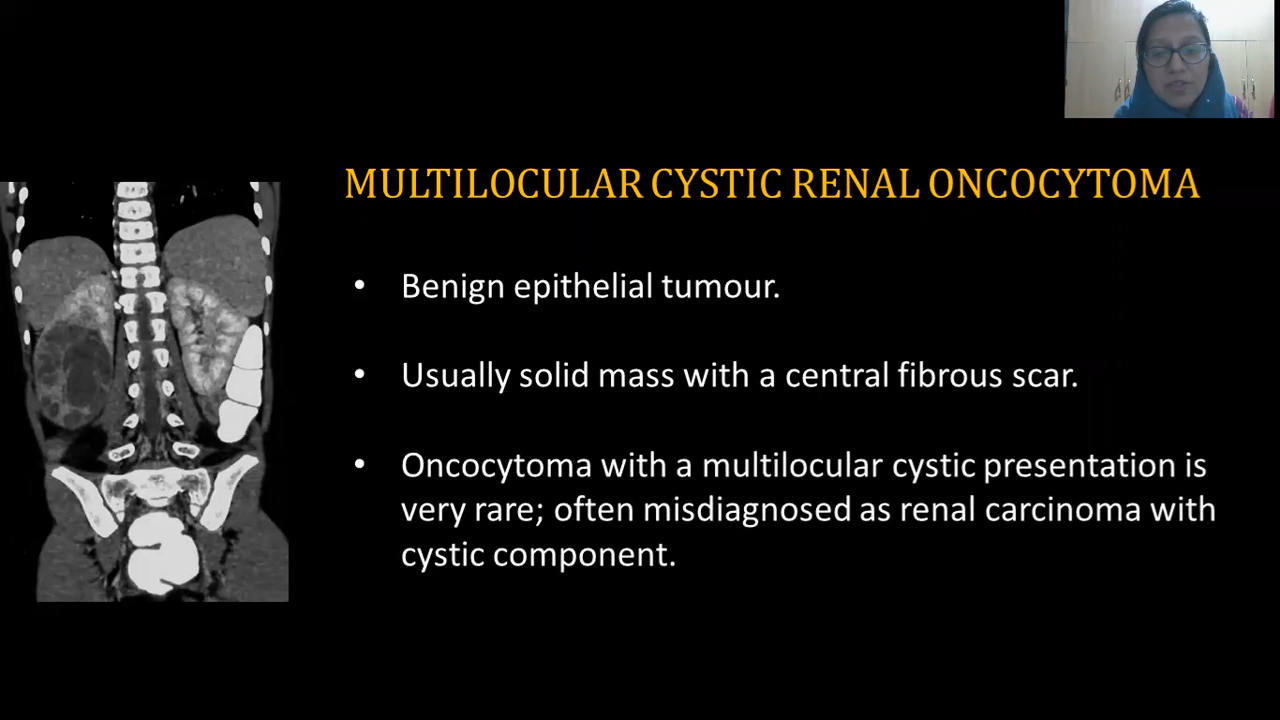 MULTILOCULAR CYSTIC RENAL ONCOCYTOMA
• Benign epithelial tumour.
• Usually solid mass with a central fibrous scar.
• Oncocytoma with a multilocular cystic presentation is
very rare; often misdiagnosed as renal carcinoma with
cystic component.